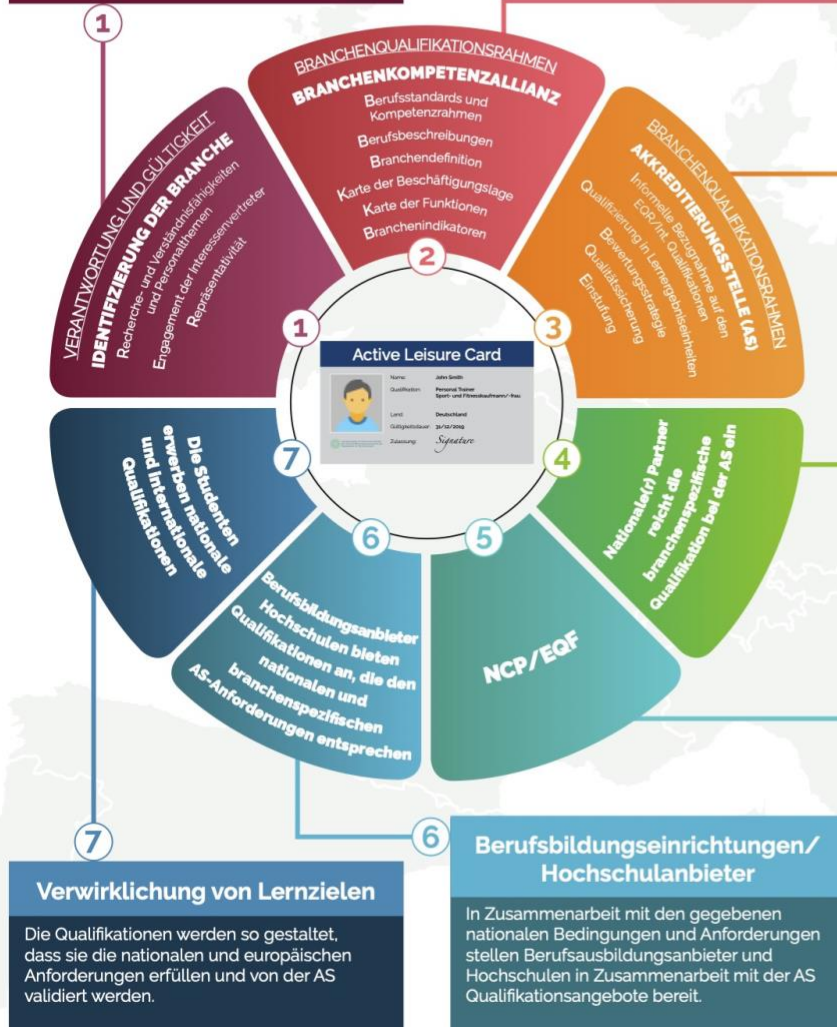 1
VERANTWORTUNG UND GÜLTIGKEIT
IDENTIFIZIERUNG DER BRANCHE
Recherche- und Verständnisfähigkeiten
und Personalthemen
Engagement der Interessenvertreter
Repräsentativität
1
BRANCHENQUALIFIKATIONSRAHMEN
BRANCHENKOMPETENZALLIANZ
Berufsstandards und
Kompetenzrahmen
Berufsbeschreibungen
Branchendefinition
Karte der Beschäftigungslage
Karte der Funktionen
Branchenindikatoren
2
BRANCHENQUALIFIKATIONSRAHMEN
AKKREDITIERUNGSSTELLE (AS)
Informelle Bezugnahme auf den
EQR/Int. Qualifikationen
Qualifizierung in Lernergebniseinheiten
Bewertungsstrategie
Qualitätssicherung
Einstufung
3
Active Leisure Card
Name: John Smith
Qualifikation: Personal Trainer
Sport- und Fitnesskaufmann/-frau
Land: Deutschland
Gültigkeitsdauer: 31/12/2019
Zulassung: Signature
4
Nationale(r) Partner
reicht die
branchenspezifische
Qualifikation bei der AS ein
5
NCP/EQF
6
Berufsbildungsanbieter
Hochschulen bieten
Qualifikationen an, die den
nationalen und
branchenspezifischen
AS-Anforderungen entsprechen
7
Die Studenten
erwerben nationale
und internationale
Qualifikationen
7
Verwirklichung von Lernzielen
Die Qualifikationen werden so gestaltet,
dass sie die nationalen und europäischen
Anforderungen erfüllen und von der AS
validiert werden.
6
Berufsbildungseinrichtungen/
Hochschulanbieter
In Zusammenarbeit mit den gegebenen
nationalen Bedingungen und Anforderungen
stellen Berufsausbildungsanbieter und
Hochschulen in Zusammenarbeit mit der AS
Qualifikationsangebote bereit.